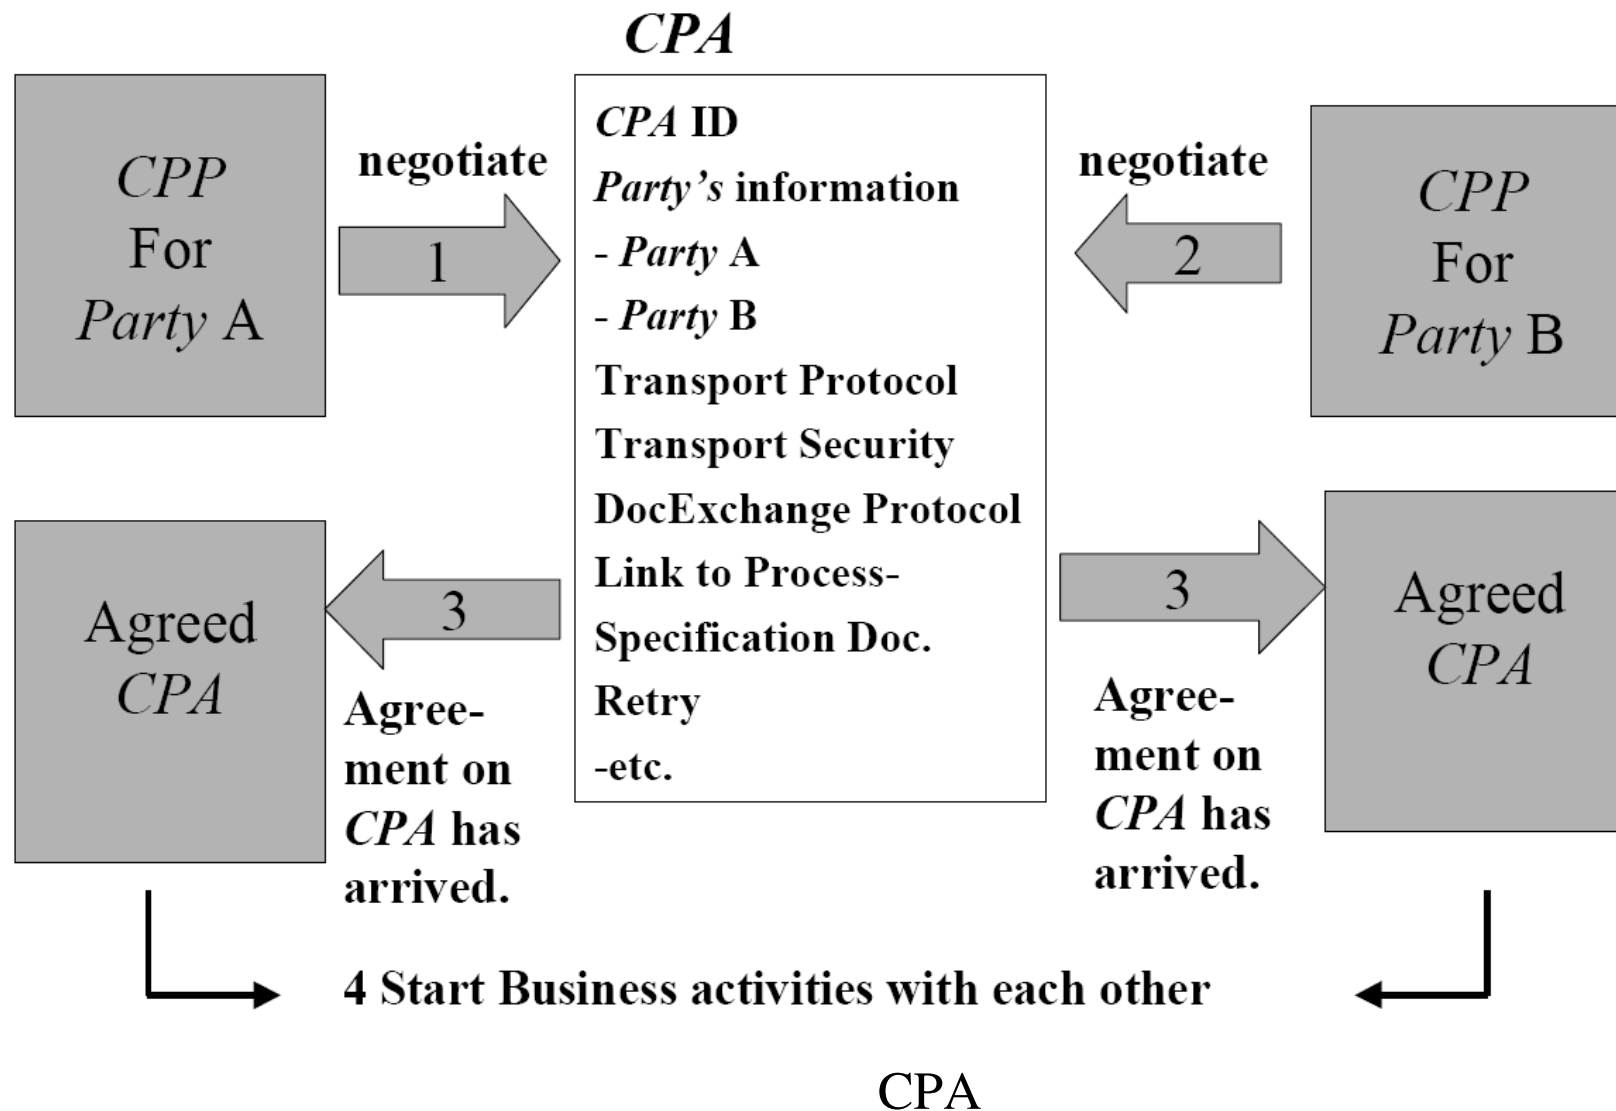 CPA
CPP
For
Party A
negotiate
1
CPA ID
Party’s information
- Party A
- Party B
Transport Protocol
Transport Security
DocExchange Protocol
Link to Process-
Specification Doc.
Retry
-etc.
negotiate
2
CPP
For
Party B
Agreed
CPA
3
Agree-
ment on
CPA has
arrived.
3
Agree-
ment on
CPA has
arrived.
Agreed
CPA
4 Start Business activities with each other
CPA